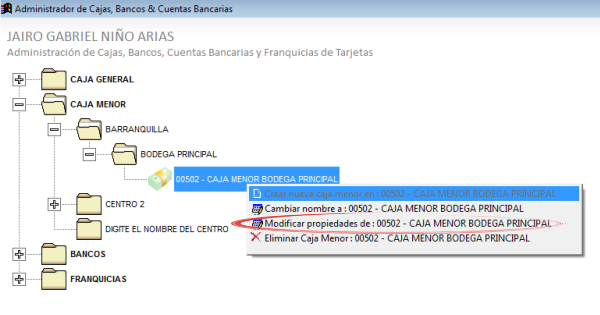 Administrador de Cajas, Bancos & Cuentas Bancarias
JAIRO GABRIEL NIÑO ARIAS
Administración de Cajas, Bancos, Cuentas Bancarias y Franquicias de Tarjetas
CAJA GENERAL
CAJA MENOR
BARRANQUILLA
BODEGA PRINCIPAL
00502 - CAJA MENOR BODEGA PRINCIPAL
Crear nueva caja menor en : 00502 - CAJA MENOR BODEGA PRINCIPAL
CENTRO 2
Cambiar nombre a : 00502 - CAJA MENOR BODEGA PRINCIPAL
DIGITE EL NOMBRE DEL CENTRO
Modificar propiedades de : 00502 - CAJA MENOR BODEGA PRINCIPAL
Eliminar Caja Menor : 00502 - CAJA MENOR BODEGA PRINCIPAL
BANCOS
FRANQUICIAS